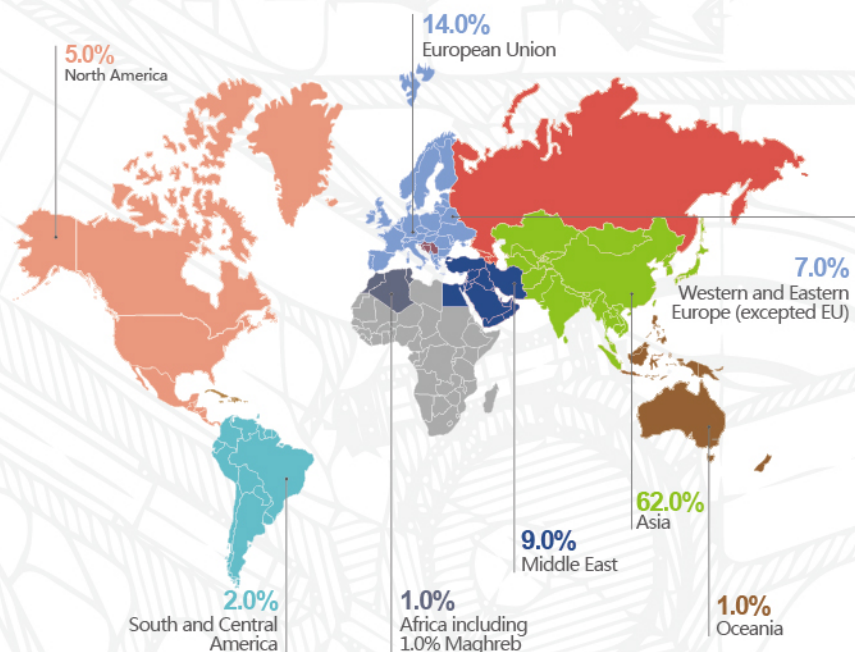 14.0%
European Union
5.0%
North America
7.0%
Western and Eastern
Europe (excepted EU)
62.0%
Asia
9.0%
Middle East
2.0%
South and Central
America
1.0%
Africa including
1.0% Maghreb
1.0%
Oceania